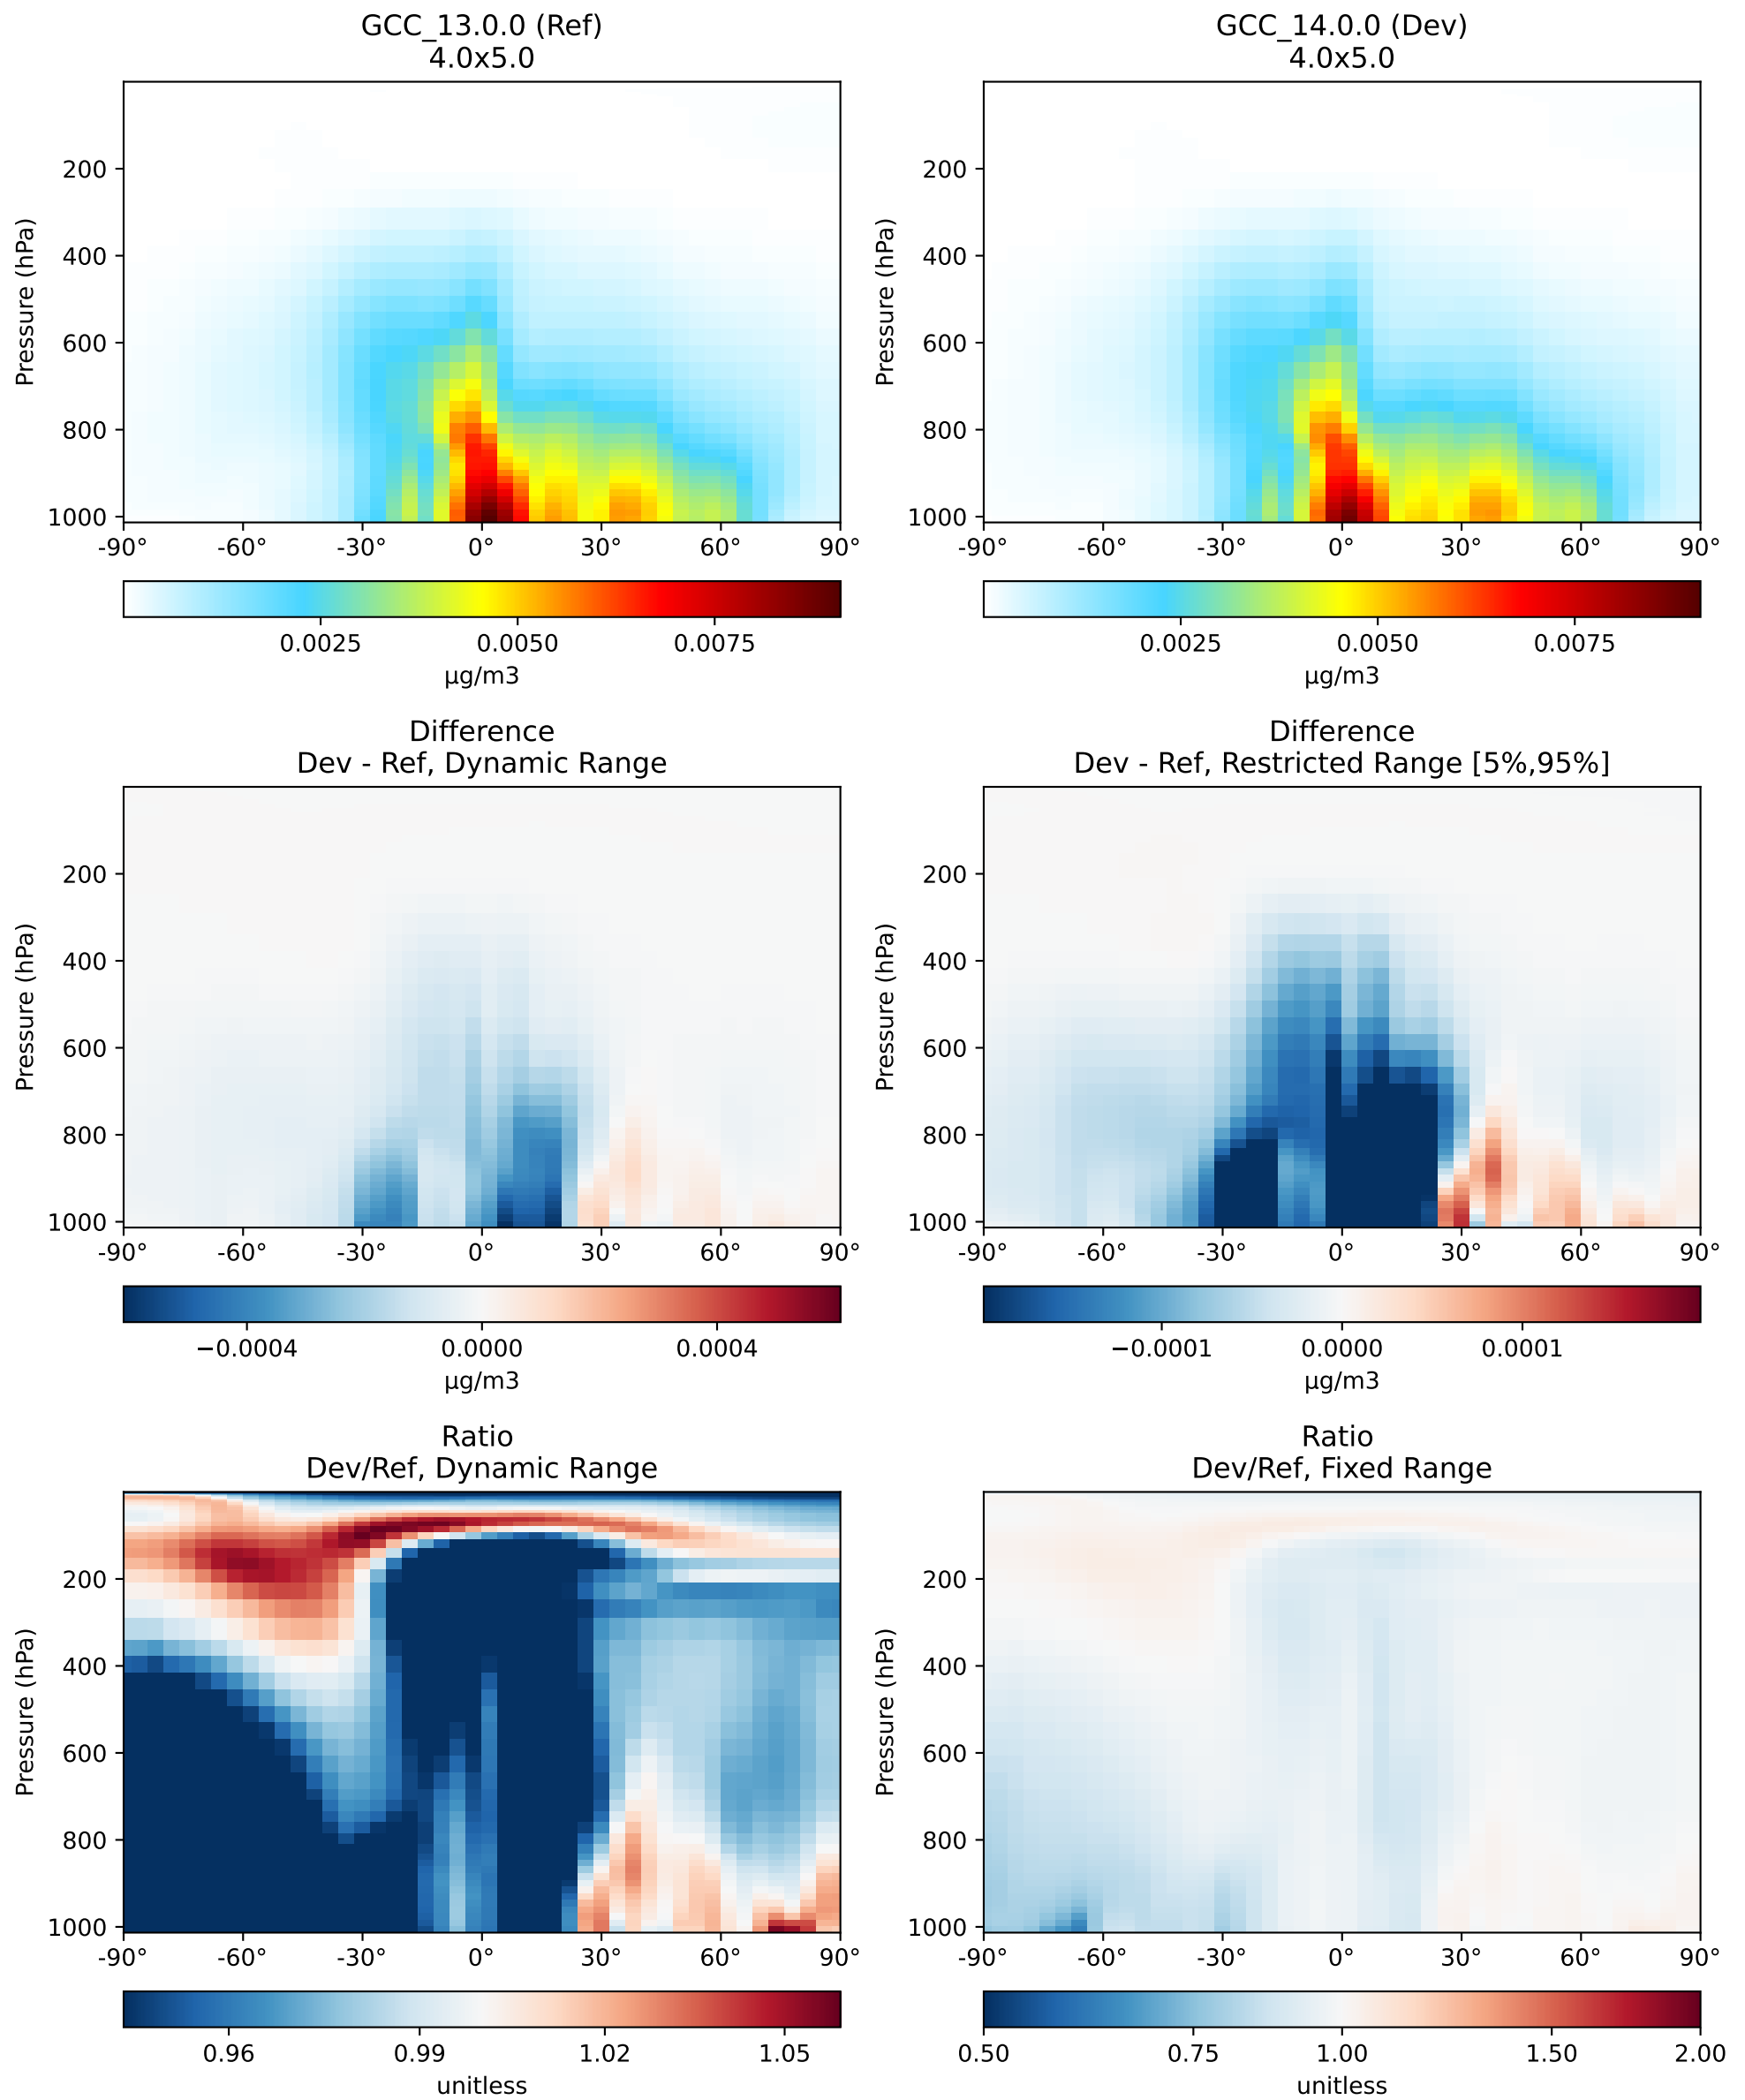 GCC_13.0.0 (Ref)
4.0x5.0
Pressure (hPa)
200
400
600
800
1000
-90° -60° -30° 0° 30° 60° 90°
0.0025 0.0050 0.0075
µg/m3
GCC_14.0.0 (Dev)
4.0x5.0
Pressure (hPa)
200
400
600
800
1000
-90° -60° -30° 0° 30° 60° 90°
0.0025 0.0050 0.0075
µg/m3
Difference
Dev - Ref, Dynamic Range
Pressure (hPa)
200
400
600
800
1000
-90° -60° -30° 0° 30° 60° 90°
−0.0004 0.0000 0.0004
µg/m3
Difference
Dev - Ref, Restricted Range [5%,95%]
Pressure (hPa)
200
400
600
800
1000
-90° -60° -30° 0° 30° 60° 90°
−0.0001 0.0000 0.0001
µg/m3
Ratio
Dev/Ref, Dynamic Range
Pressure (hPa)
200
400
600
800
1000
-90° -60° -30° 0° 30° 60° 90°
0.96 0.99 1.02 1.05
unitless
Ratio
Dev/Ref, Fixed Range
Pressure (hPa)
200
400
600
800
1000
-90° -60° -30° 0° 30° 60° 90°
0.50 0.75 1.00 1.50 2.00
unitless